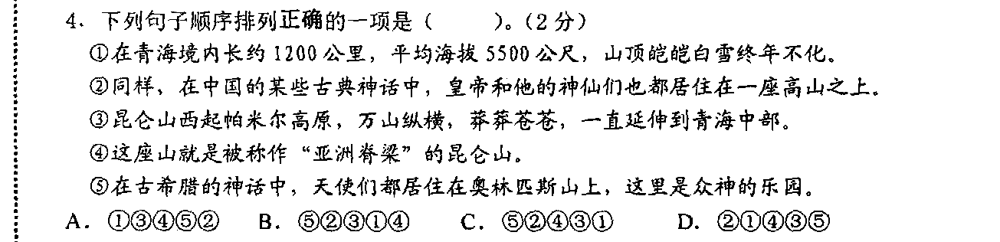 4. 下列句子顺序排列正确的一项是（　　）。（2分）
①在青海境内长约1200公里，平均海拔5500公尺，山顶皑皑白雪终年不化。
②同样、在中国的某些古典神话中，皇帝和他的神仙们也都居住在一座高山之上。
③昆仑山西起帕米尔高原，万山纵横，莽莽苍苍，一直延伸到青海中部。
④这座山就是被称作“亚洲脊梁”的昆仑山。
⑤在古希腊的神话中，天使们都居住在奥林匹斯山上，这里是众神的乐园。
A. ①③④⑤② B. ⑤②③①④ C. ⑤②④③① D. ②①④③⑤